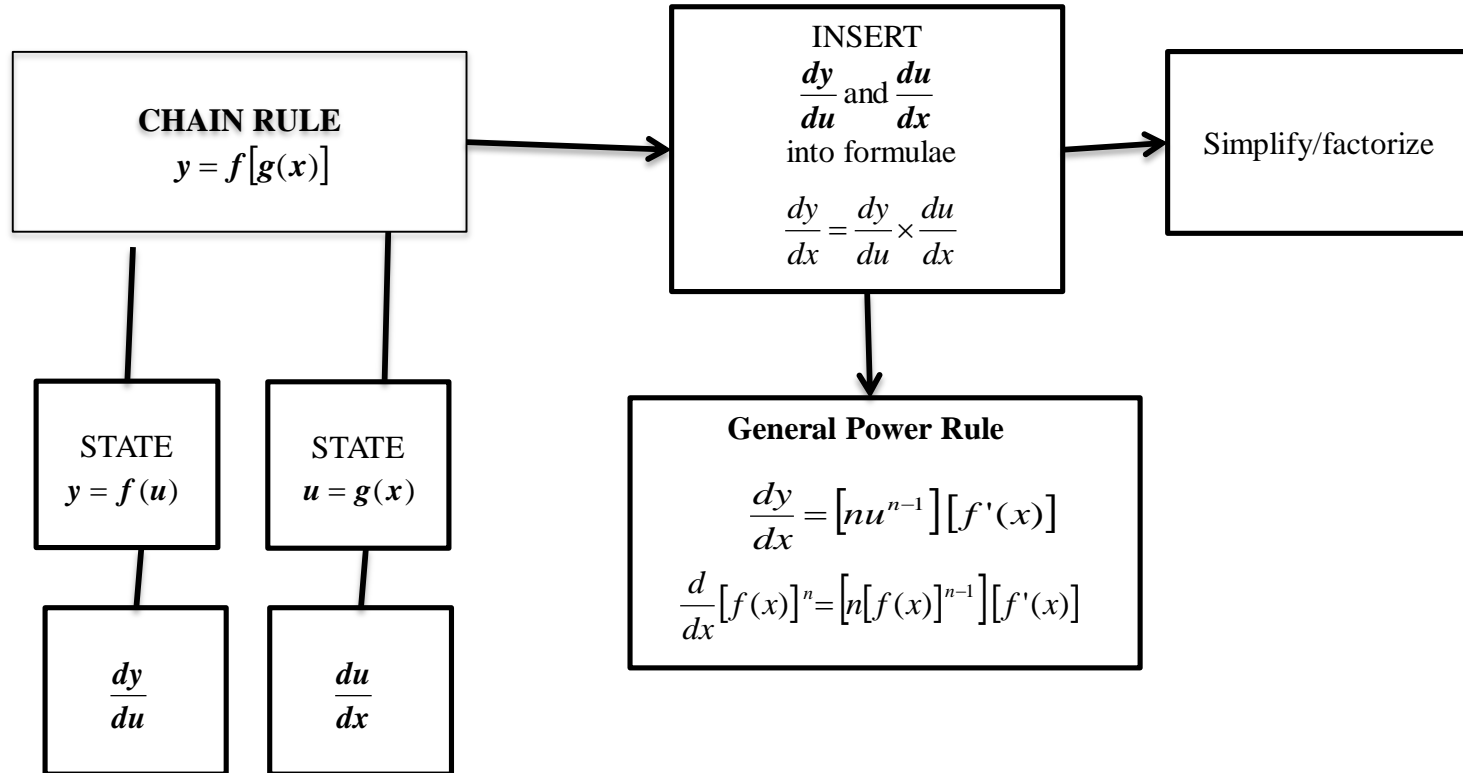 CHAIN RULE
y = f[g(x)]
INSERT
dy/du and du/dx
into formulae
dy/dx = dy/du × du/dx
Simplify/factorize
STATE
y = f(u)
STATE
u = g(x)
dy/du
du/dx
General Power Rule
dy/dx = [nu^{n-1}][f'(x)]
d/dx [f(x)]^n = [n[f(x)]^{n-1}][f'(x)]